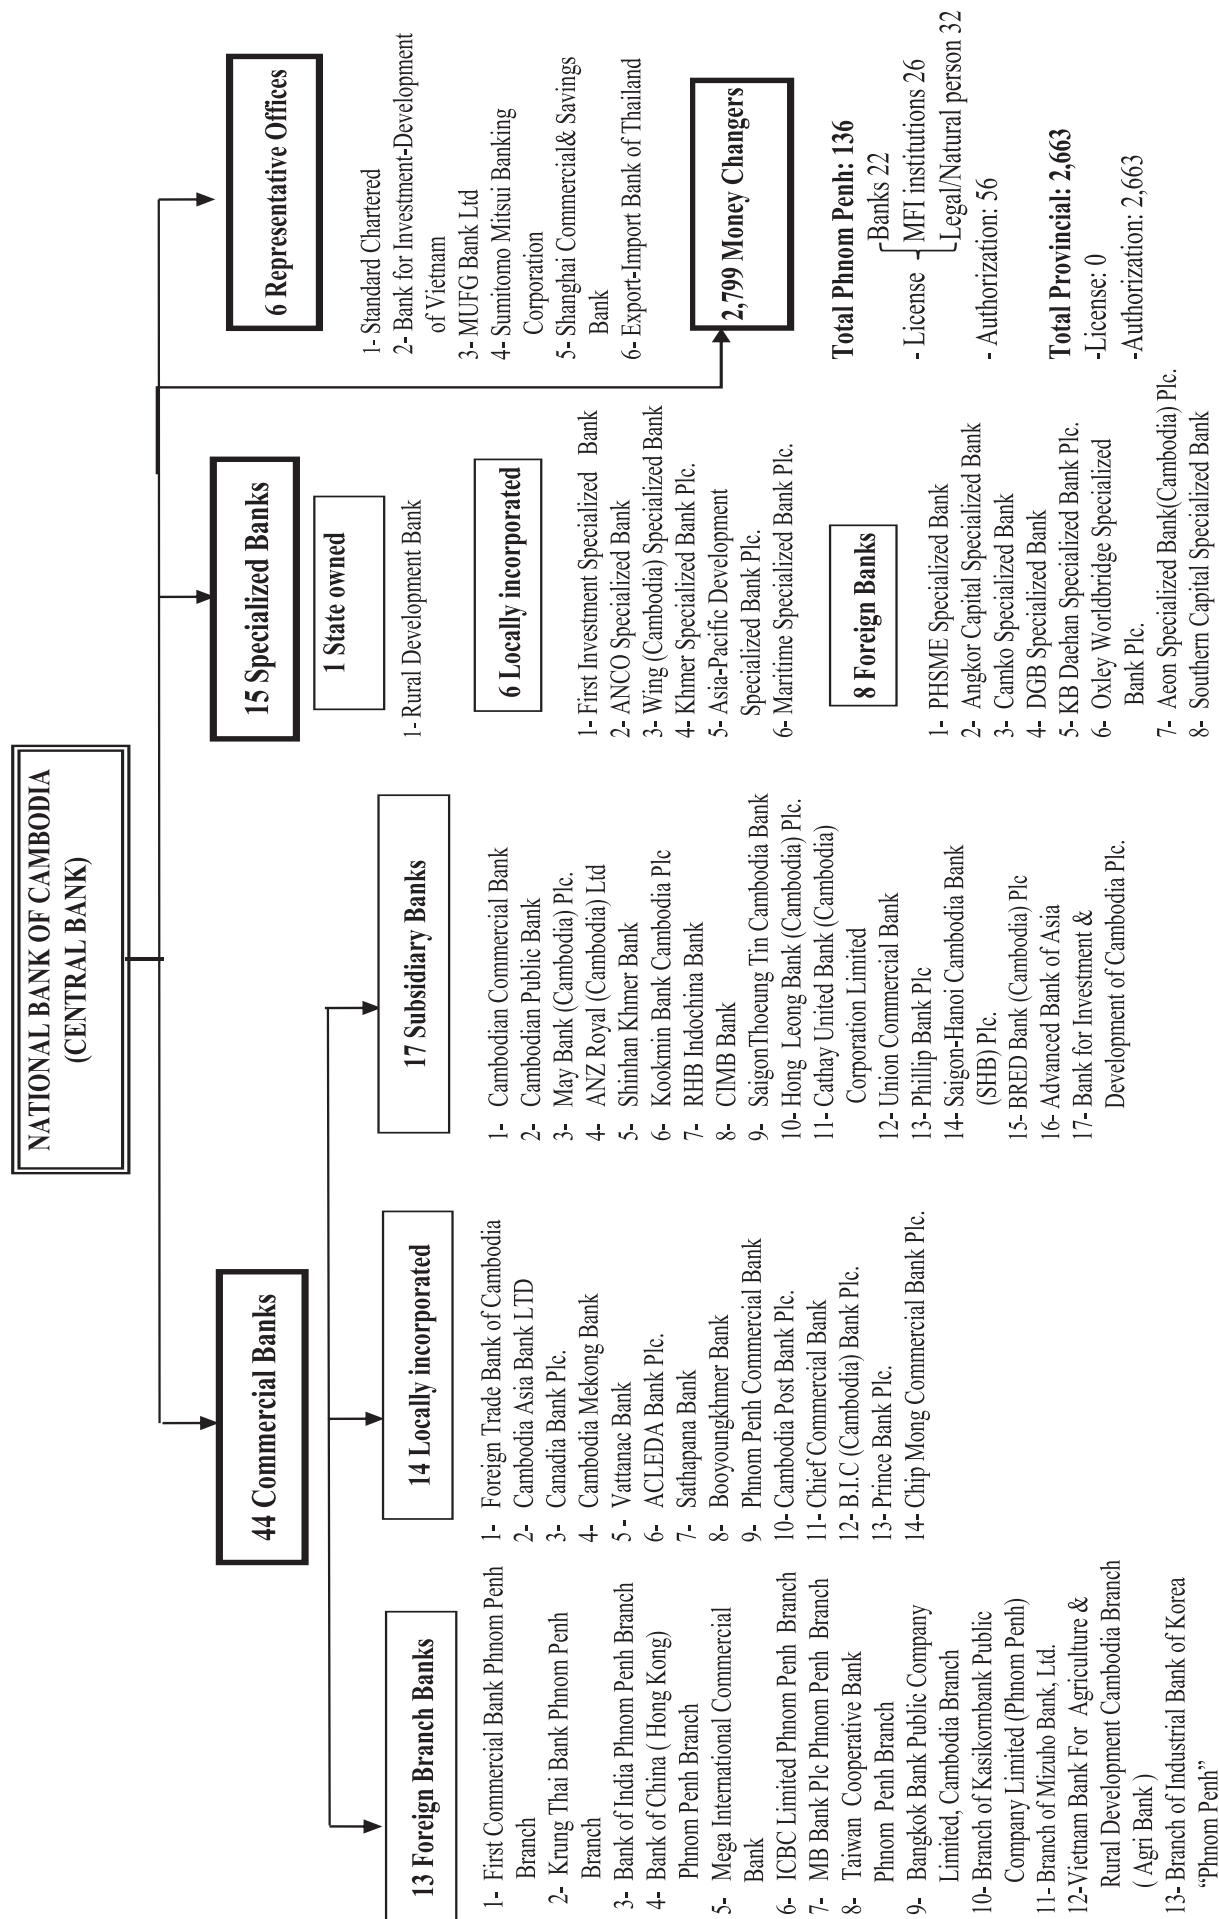 NATIONAL BANK OF CAMBODIA
(CENTRAL BANK)
44 Commercial Banks
13 Foreign Branch Banks
1- First Commercial Bank Phnom Penh
Branch
2- Krung Thai Bank Phnom Penh
Branch
3- Bank of India Phnom Penh Branch
4- Bank of China ( Hong Kong)
Phnom Penh Branch
5- Mega International Commercial
Bank
6- ICBC Limited Phnom Penh Branch
7- MB Bank Plc Phnom Penh Branch
8- Taiwan Cooperative Bank
Phnom Penh Branch
9- Bangkok Bank Public Company
Limited, Cambodia Branch
10- Branch of Kasikornbank Public
Company Limited (Phnom Penh)
11- Branch of Mizuho Bank, Ltd.
12-Vietnam Bank For Agriculture &
Rural Development Cambodia Branch
( Agri Bank )
13- Branch of Industrial Bank of Korea
“Phnom Penh”
14 Locally incorporated
1- Foreign Trade Bank of Cambodia
2- Cambodia Asia Bank LTD
3- Canadia Bank Plc.
4- Cambodia Mekong Bank
5 - Vattanac Bank
6- ACLEDA Bank Plc.
7- Sathapana Bank
8- Booyoungkhmer Bank
9- Phnom Penh Commercial Bank
10- Cambodia Post Bank Plc.
11- Chief Commercial Bank
12- B.I.C (Cambodia) Bank Plc.
13- Prince Bank Plc.
14- Chip Mong Commercial Bank Plc.
17 Subsidiary Banks
1- Cambodian Commercial Bank
2- Cambodian Public Bank
3- May Bank (Cambodia) Plc.
4- ANZ Royal (Cambodia) Ltd
5- Shinhan Khmer Bank
6- Kookmin Bank Cambodia Plc
7- RHB Indochina Bank
8- CIMB Bank
9- SaigonThoeung Tin Cambodia Bank
10- Hong Leong Bank (Cambodia) Plc.
11- Cathay United Bank (Cambodia)
Corporation Limited
12- Union Commercial Bank
13- Phillip Bank Plc
14- Saigon-Hanoi Cambodia Bank
(SHB) Plc.
15- BRED Bank (Cambodia) Plc
16- Advanced Bank of Asia
17- Bank for Investment &
Development of Cambodia Plc.
15 Specialized Banks
1 State owned
1- Rural Development Bank
6 Locally incorporated
1- First Investment Specialized Bank
2- ANCO Specialized Bank
3- Wing (Cambodia) Specialized Bank
4- Khmer Specialized Bank Plc.
5- Asia-Pacific Development
Specialized Bank Plc.
6- Maritime Specialized Bank Plc.
8 Foreign Banks
1- PHSME Specialized Bank
2- Angkor Capital Specialized Bank
3- Camko Specialized Bank
4- DGB Specialized Bank
5- KB Daehan Specialized Bank Plc.
6- Oxley Worldbridge Specialized
Bank Plc.
7- Aeon Specialized Bank(Cambodia) Plc.
8- Southern Capital Specialized Bank
6 Representative Offices
1- Standard Chartered
2- Bank for Investment-Development
of Vietnam
3- MUFG Bank Ltd
4- Sumitomo Mitsui Banking
Corporation
5- Shanghai Commercial& Savings
Bank
6- Export-Import Bank of Thailand
2,799 Money Changers
Total Phnom Penh: 136
Banks 22
- License MFI institutions 26
Legal/Natural person 32
- Authorization: 56
Total Provincial: 2,663
-License: 0
-Authorization: 2,663